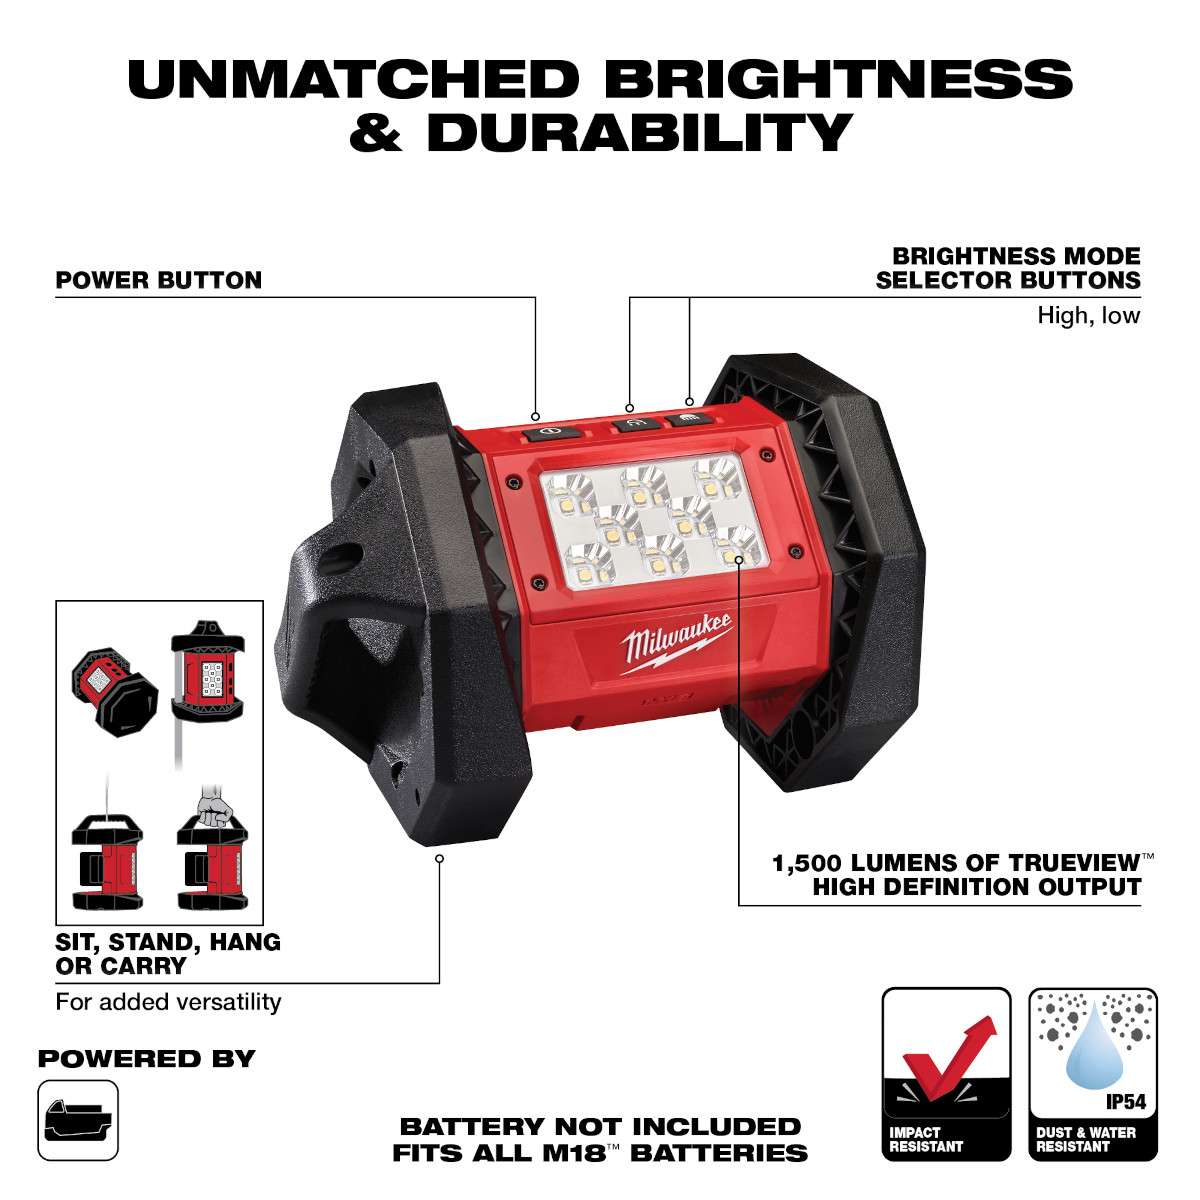 UNMATCHED BRIGHTNESS
& DURABILITY
POWER BUTTON
BRIGHTNESS MODE
SELECTOR BUTTONS
High, low
Milwaukee
1,500 LUMENS OF TRUEVIEW™
HIGH DEFINITION OUTPUT
SIT, STAND, HANG
OR CARRY
For added versatility
POWERED BY
BATTERY NOT INCLUDED
FITS ALL M18™ BATTERIES
IMPACT
RESISTANT
IP54
DUST & WATER
RESISTANT